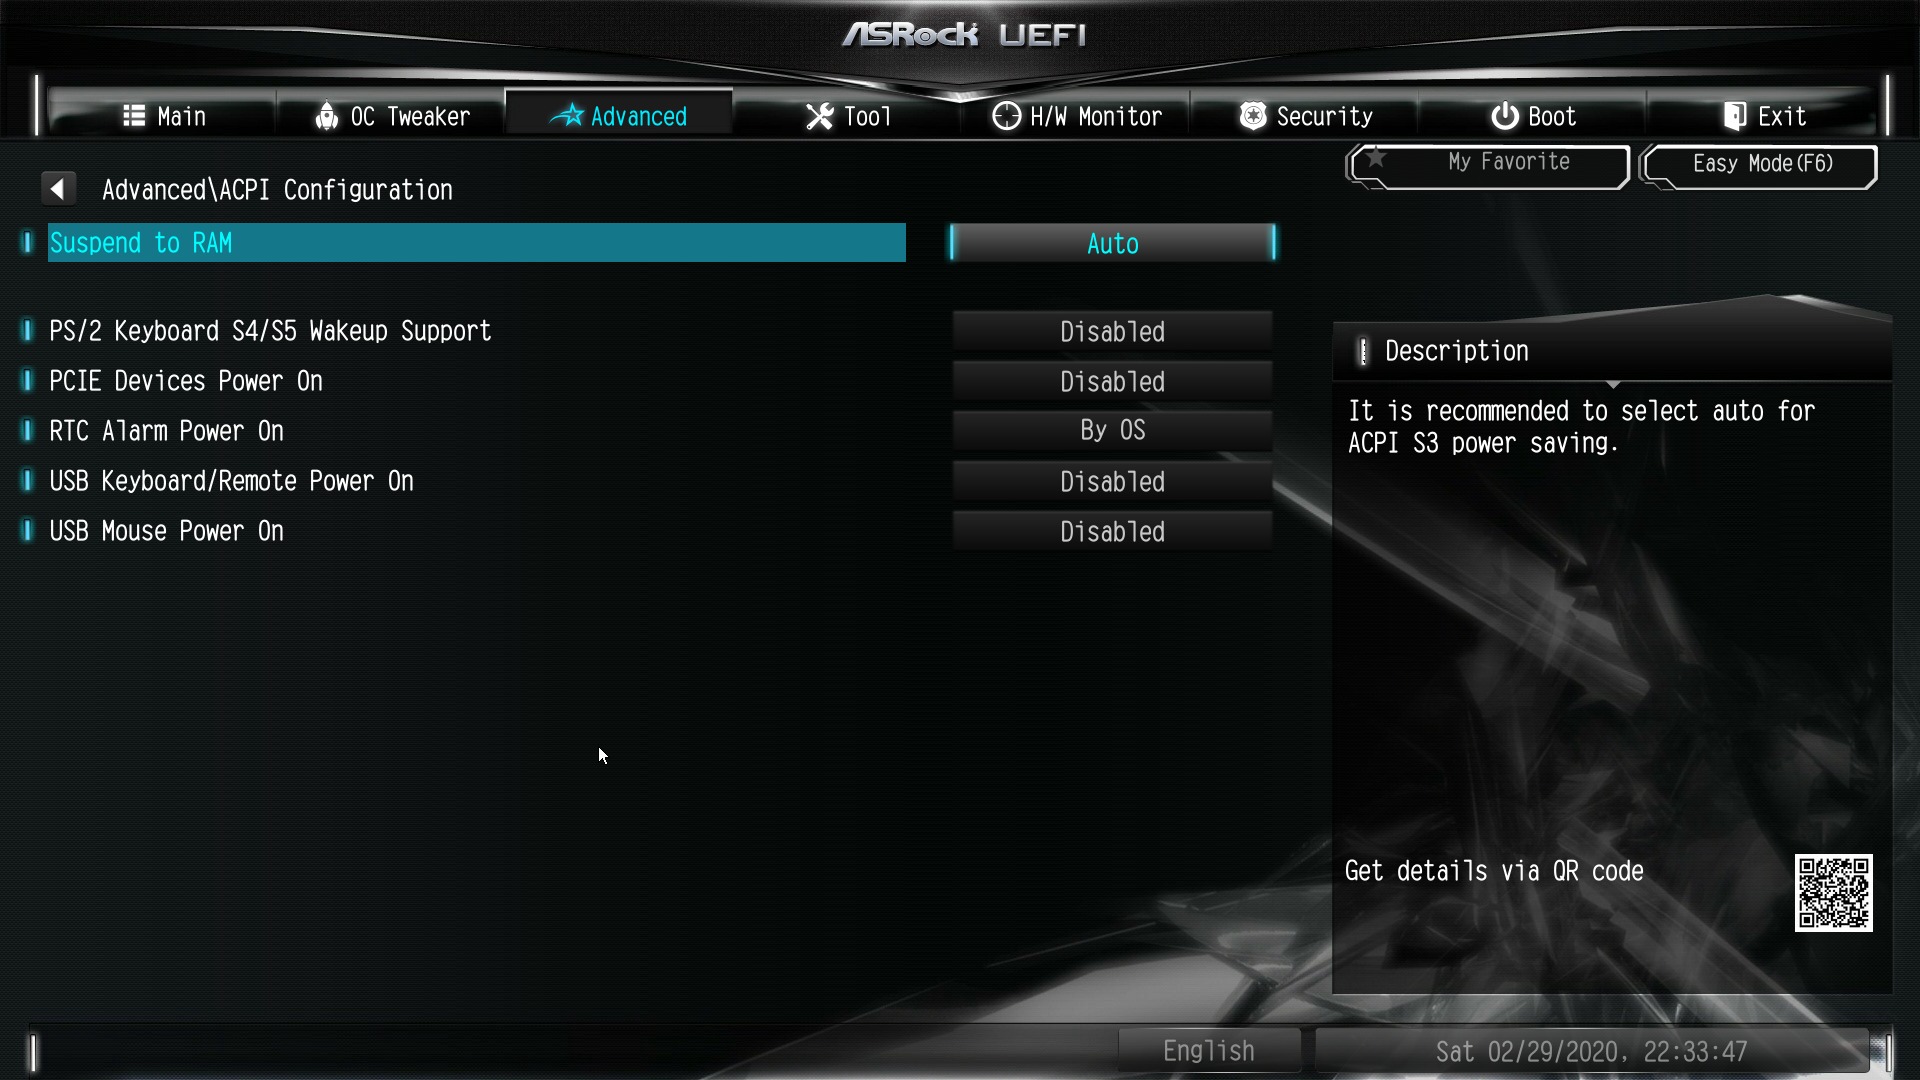 ASRock UEFI
Main OC Tweaker Advanced Tool H/W Monitor Security Boot Exit
My Favorite Easy Mode(F6)
Advanced\ACPI Configuration
Suspend to RAM Auto
PS/2 Keyboard S4/S5 Wakeup Support Disabled
PCIE Devices Power On Disabled
RTC Alarm Power On By OS
USB Keyboard/Remote Power On Disabled
USB Mouse Power On Disabled
Description
It is recommended to select auto for
ACPI S3 power saving.
Get details via QR code
English Sat 02/29/2020, 22:33:47